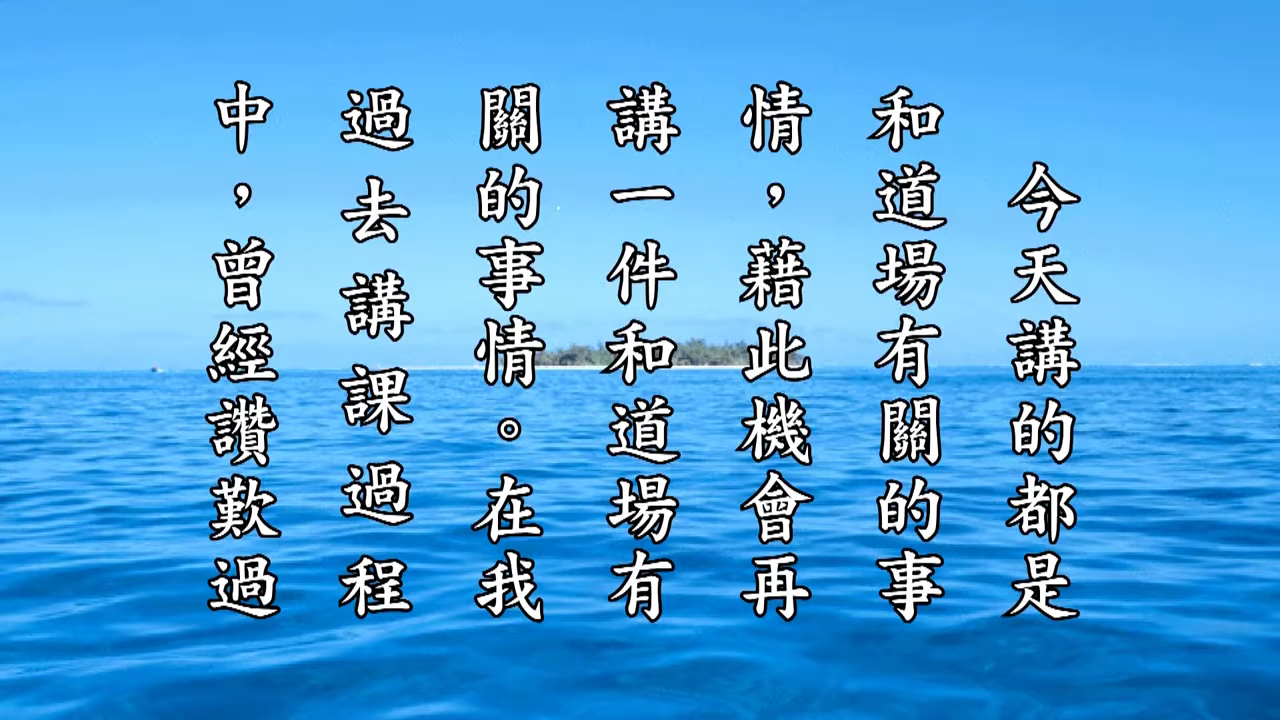 今天講的都是
和道場有關的事
情，藉此機會再
講一件和道場有
關的事情。在我
過去講課過程
中，曾經讚歎過